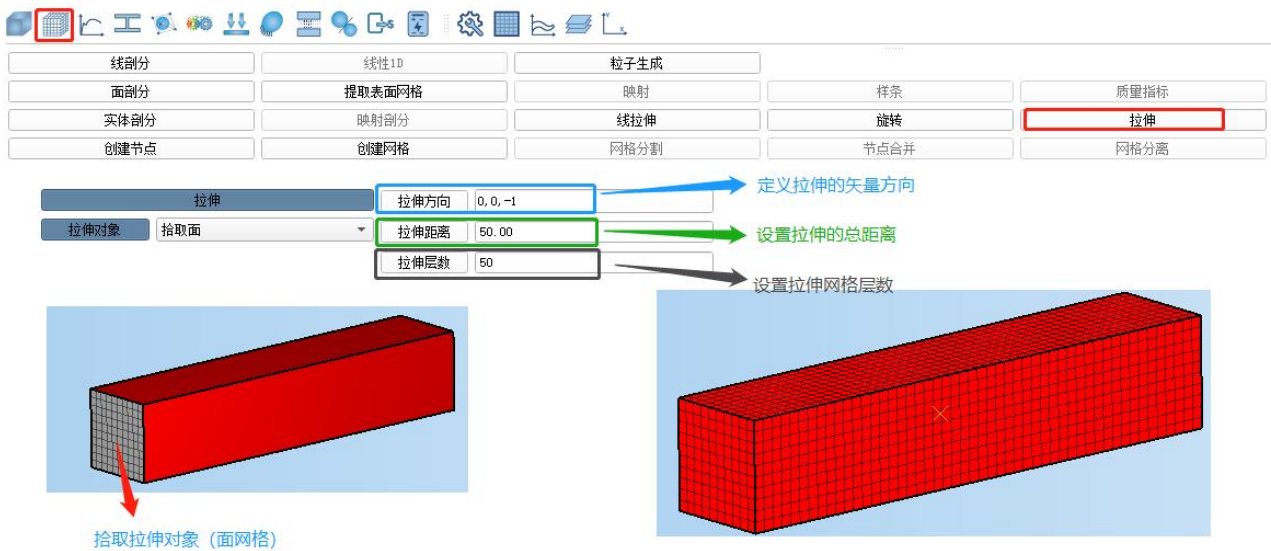 线剖分 线性1D 粒子生成
面剖分 提取表面网格 映射 样条 质量指标
实体剖分 映射剖分 线拉伸 旋转 拉伸
创建节点 创建网格 网格分割 节点合并 网格分离
拉伸 拉伸方向 0,0,-1 定义拉伸的矢量方向
拉伸对象 拾取面 拉伸距离 50.00 设置拉伸的总距离
拉伸层数 50 设置拉伸网格层数
拾取拉伸对象（面网格）